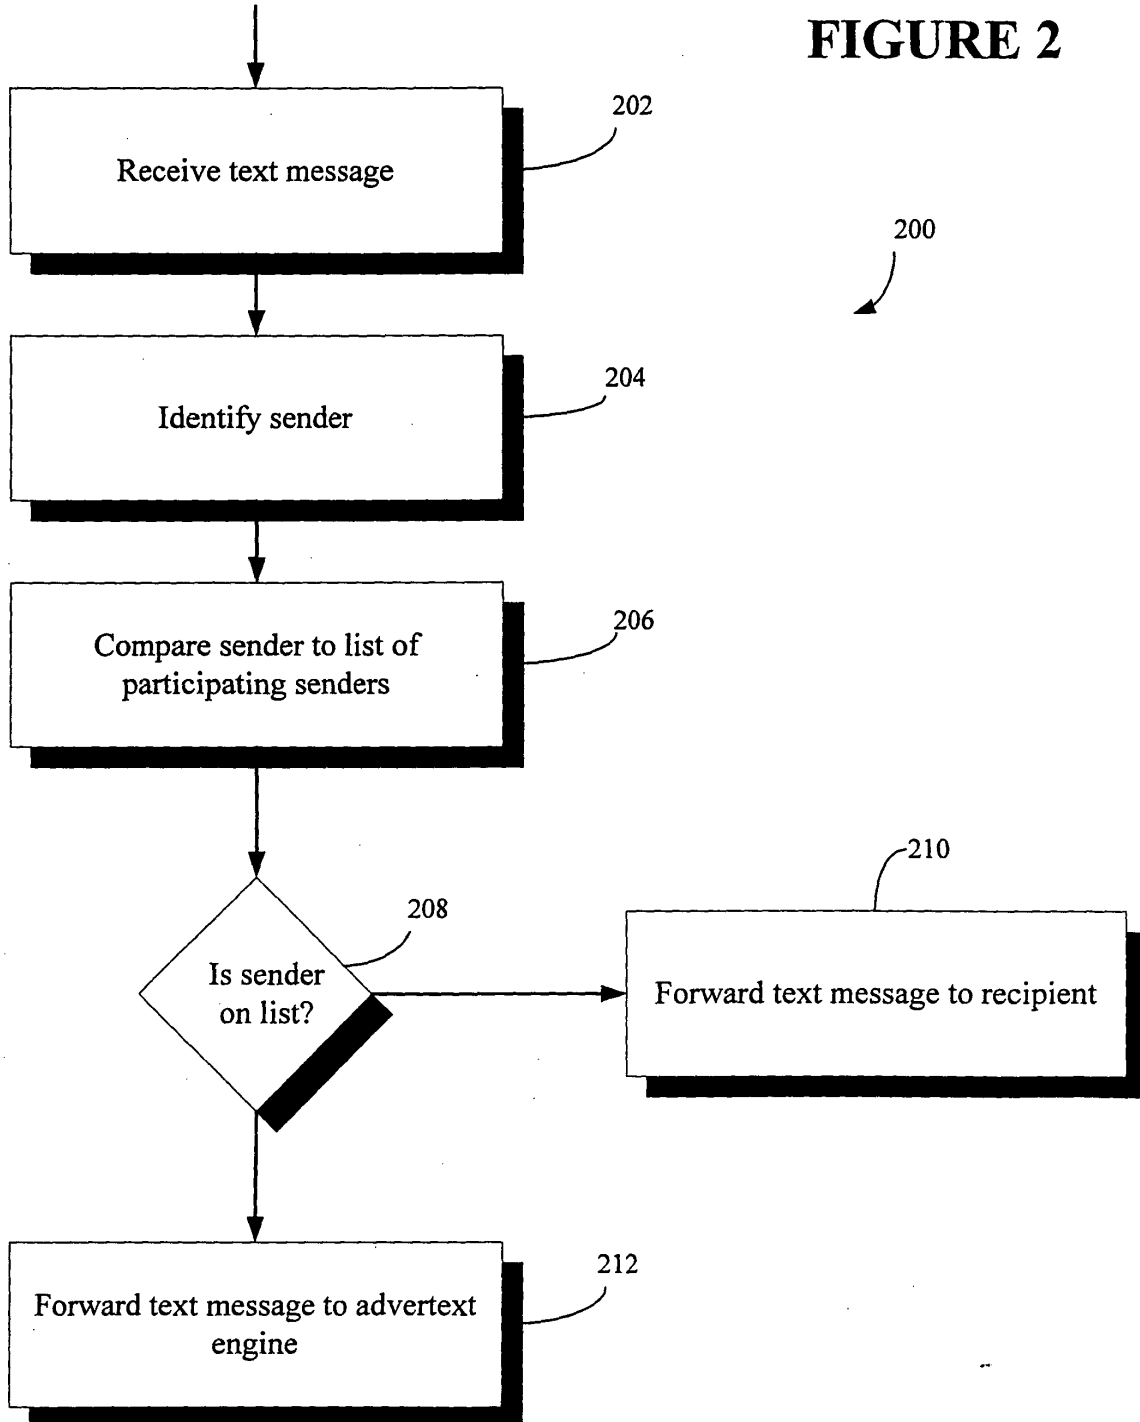 FIGURE 2
202
Receive text message
200
204
Identify sender
206
Compare sender to list of
participating senders
210
208
Is sender
on list?
Forward text message to recipient
212
Forward text message to advertext
engine